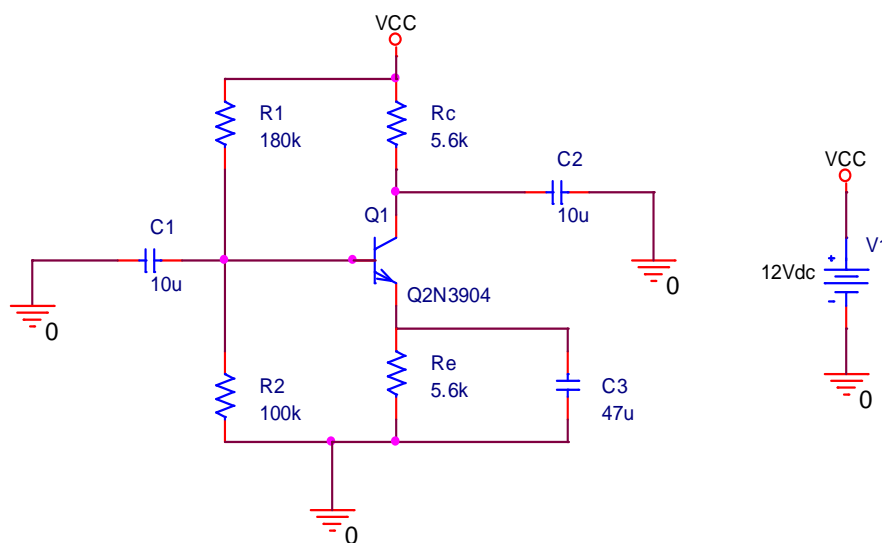 VCC
R1
180k
Rc
5.6k
C2
10u
VCC
Q1
C1
10u
V1
12Vdc
+
-
0
0
Q2N3904
R2
100k
Re
5.6k
C3
47u
0
0